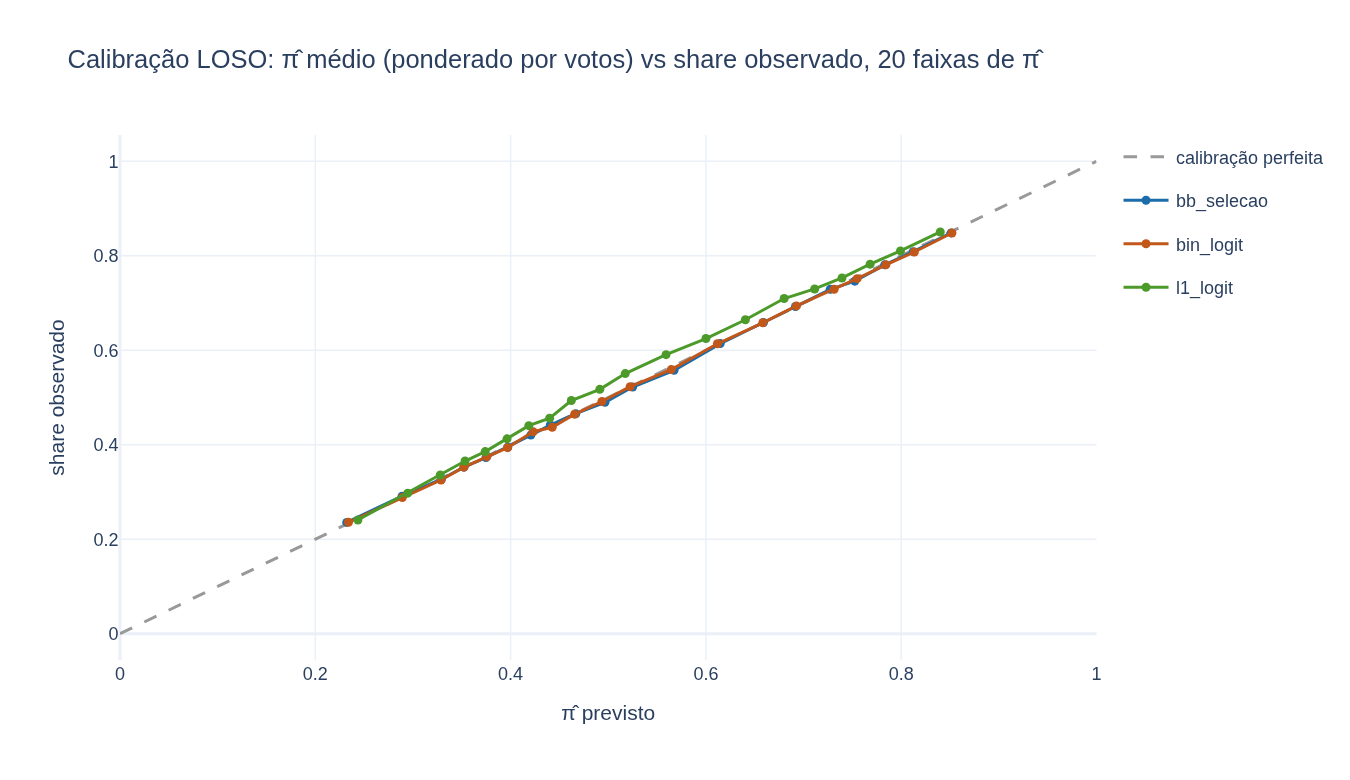 Calibração LOSO: π̂ médio (ponderado por votos) vs share observado, 20 faixas de π̂
calibração perfeita
bb_selecao
bin_logit
l1_logit
share observado
1
0.8
0.6
0.4
0.2
0
0 0.2 0.4 0.6 0.8 1
π̂ previsto